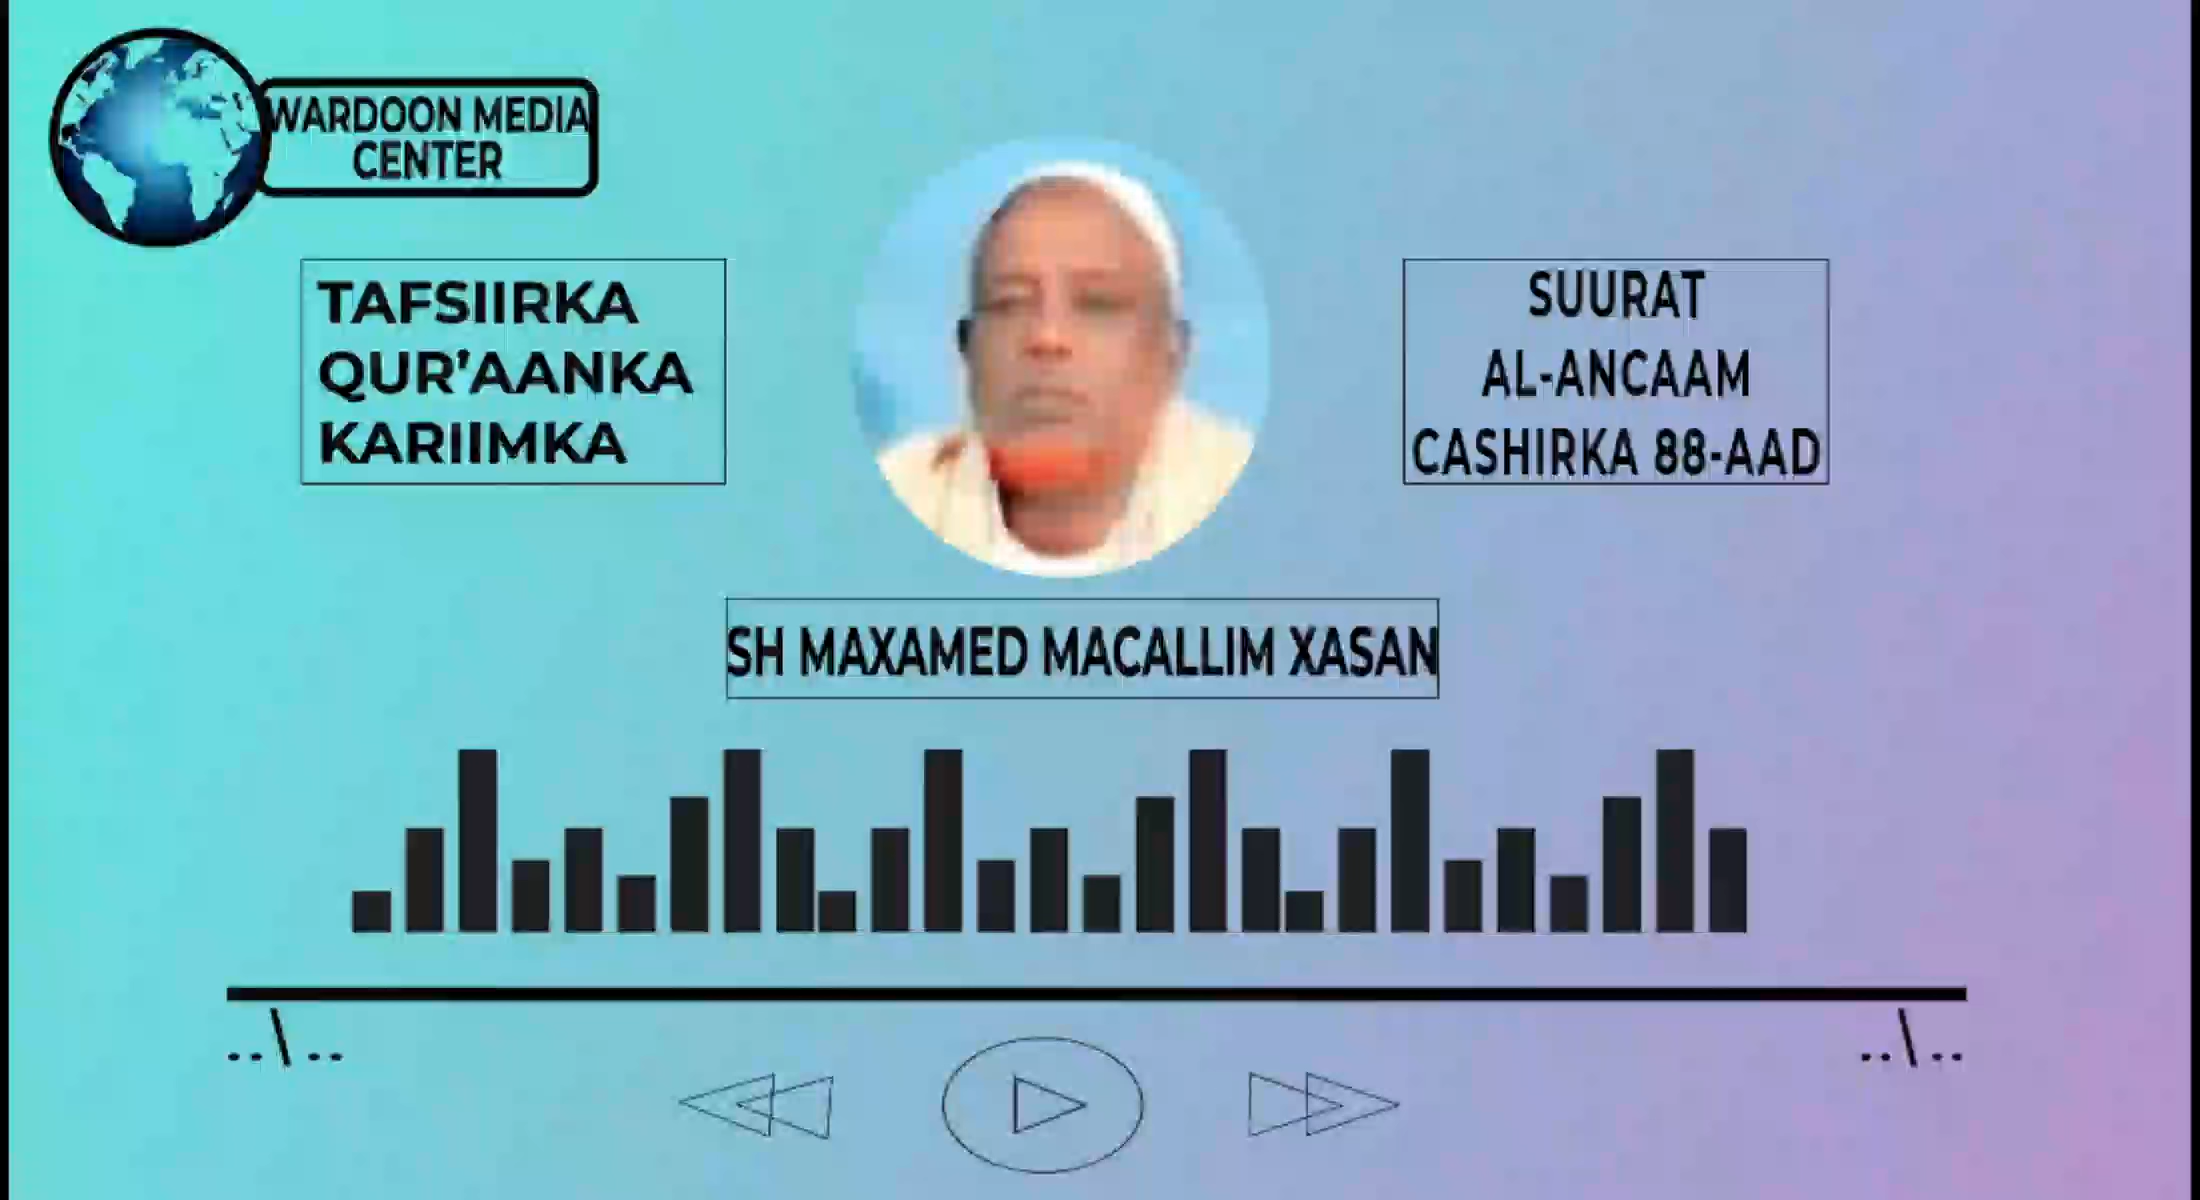 WARDOON MEDIA
CENTER
TAFSIIRKA
QUR'AANKA
KARIIMKA
SUURAT
AL-ANCAAM
CASHIRKA 88-AAD
SH MAXAMED MACALLIM XASAN
..\..
..\..